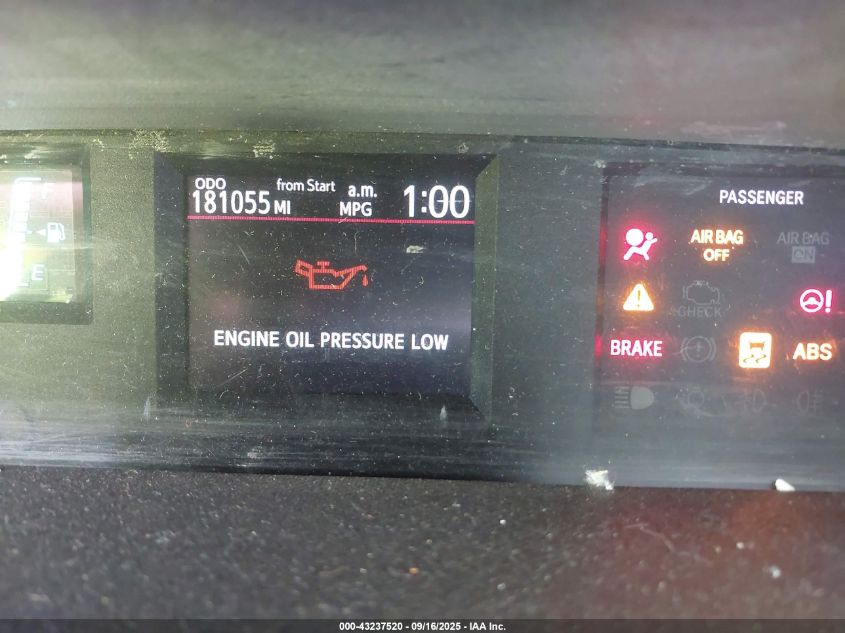 F
E
ODO
from Start
a.m.
181055 MI
MPG
1:00
ENGINE OIL PRESSURE LOW
PASSENGER
AIR BAG
OFF
AIR BAG
ON
CHECK
!
BRAKE
ABS
000-43237520 - 09/16/2025 - IAA Inc.